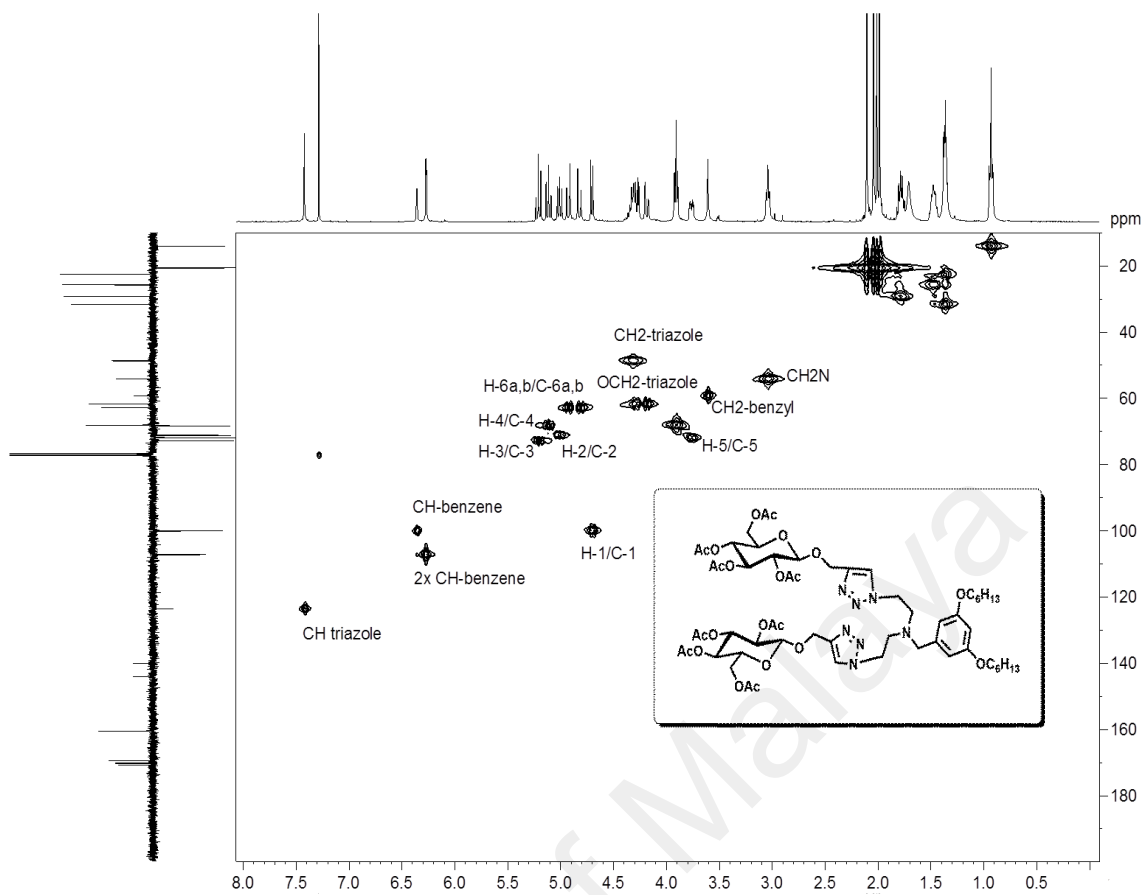 ppm
20
40
CH2-triazole
H-6a,b/C-6a,b
OCH2-triazole
CH2N
60
H-4/C-4
CH2-benzyl
H-3/C-3
H-2/C-2
H-5/C-5
80
CH-benzene
100
H-1/C-1
2x CH-benzene
120
CH triazole
140
160
180
OAc
AcO
O
O
AcO
OAc
N
N
N
OC6H13
N
OAc
AcO
AcO
O
O
N
N
N
OAc
OC6H13
of Malaya
8.0 7.5 7.0 6.5 6.0 5.5 5.0 4.5 4.0 3.5 3.0 2.5 2.0 1.5 1.0 0.5